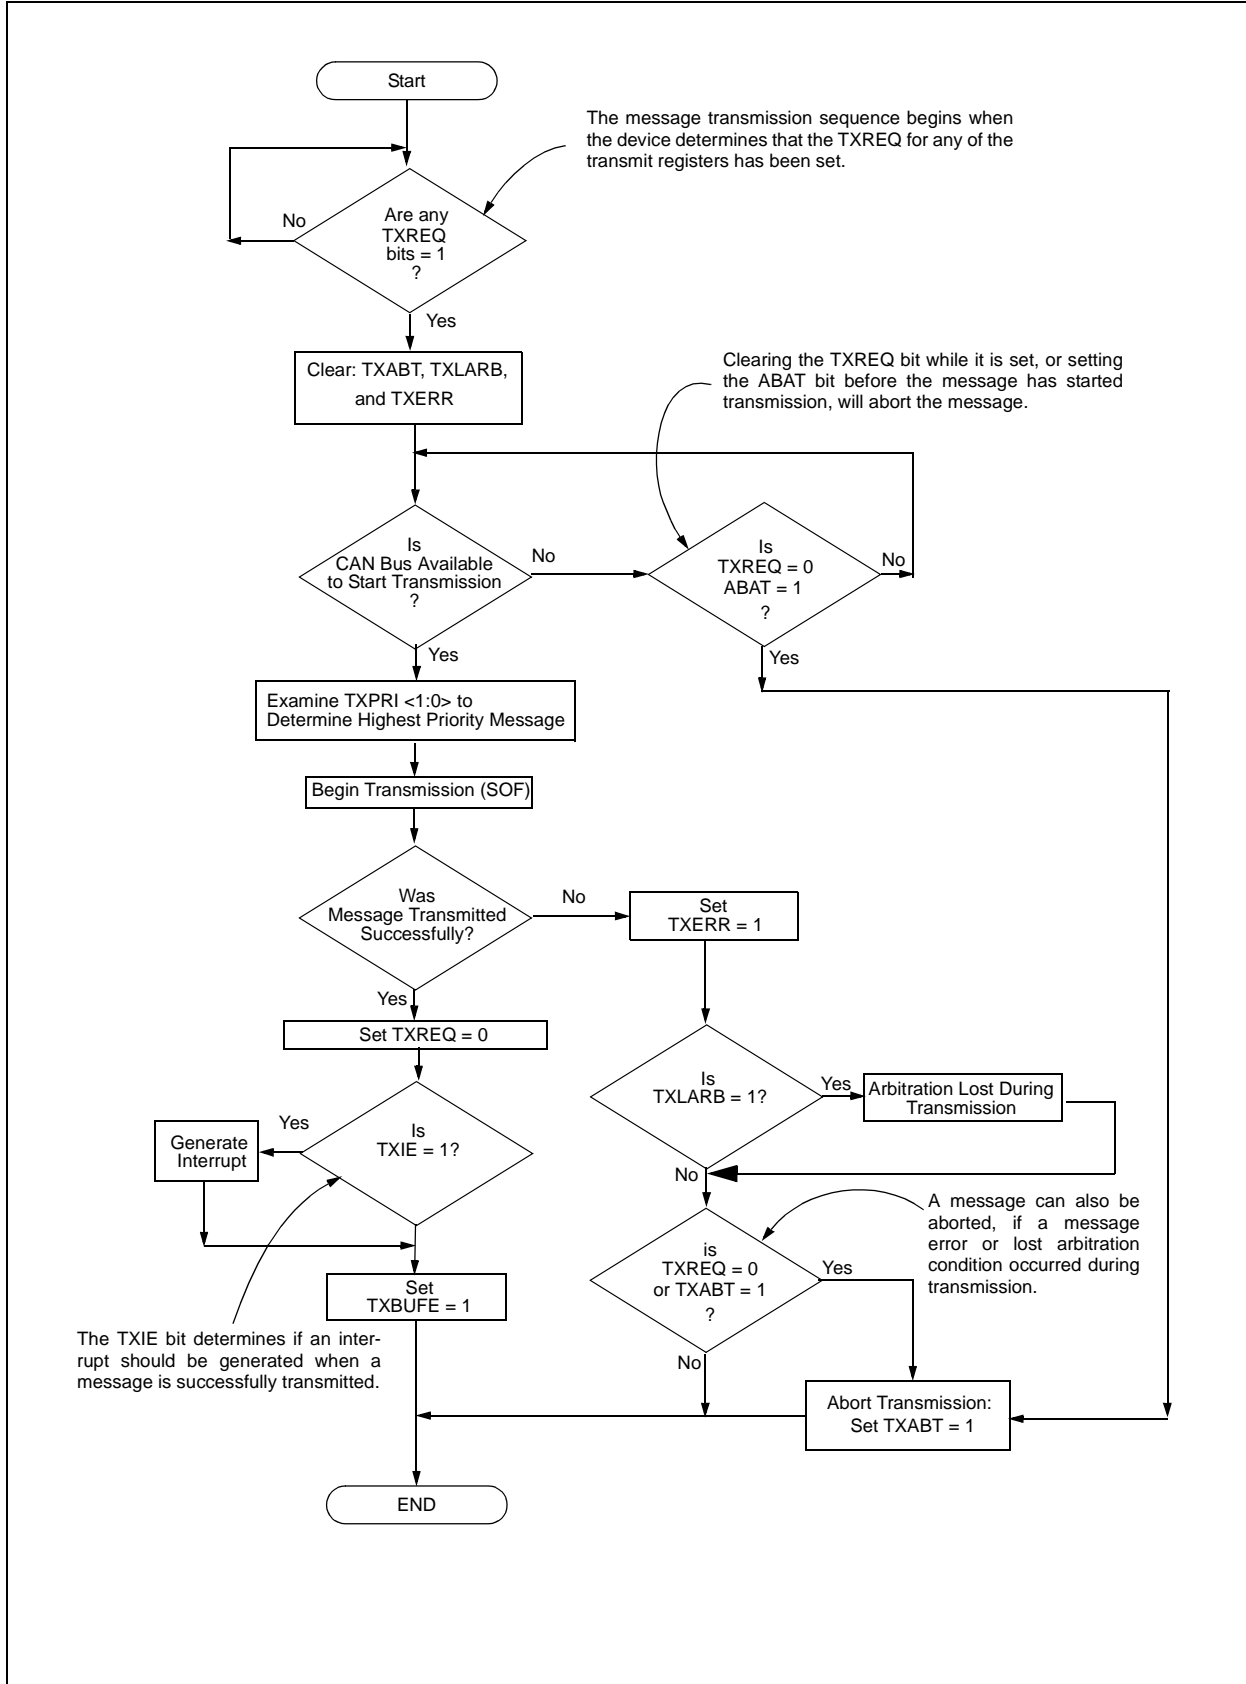 Start
The message transmission sequence begins when
the device determines that the TXREQ for any of the
transmit registers has been set.
No
Are any
TXREQ
bits = 1
?
Yes
Clear: TXABT, TXLARB,
and TXERR
Clearing the TXREQ bit while it is set, or setting
the ABAT bit before the message has started
transmission, will abort the message.
Is
CAN Bus Available
to Start Transmission
?
No
Is
TXREQ = 0
ABAT = 1
?
No
Yes
Yes
Examine TXPRI <1:0> to
Determine Highest Priority Message
Begin Transmission (SOF)
Was
Message Transmitted
Successfully?
No
Set
TXERR = 1
Yes
Set TXREQ = 0
Is
TXLARB = 1?
Yes
Arbitration Lost During
Transmission
Generate
Interrupt
Yes
Is
TXIE = 1?
No
A message can also be
aborted, if a message
error or lost arbitration
condition occurred during
transmission.
is
TXREQ = 0
or TXABT = 1
?
Yes
Set
TXBUFE = 1
The TXIE bit determines if an inter-
rupt should be generated when a
message is successfully transmitted.
No
Abort Transmission:
Set TXABT = 1
END